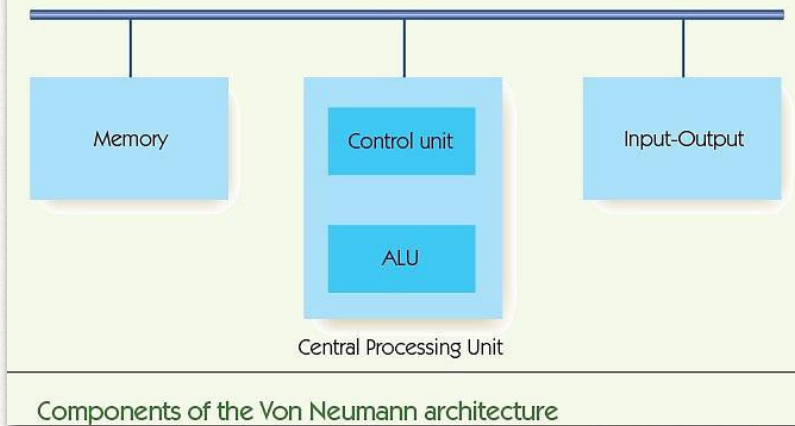 Memory
Control unit
Input-Output
ALU
Central Processing Unit
Components of the Von Neumann architecture